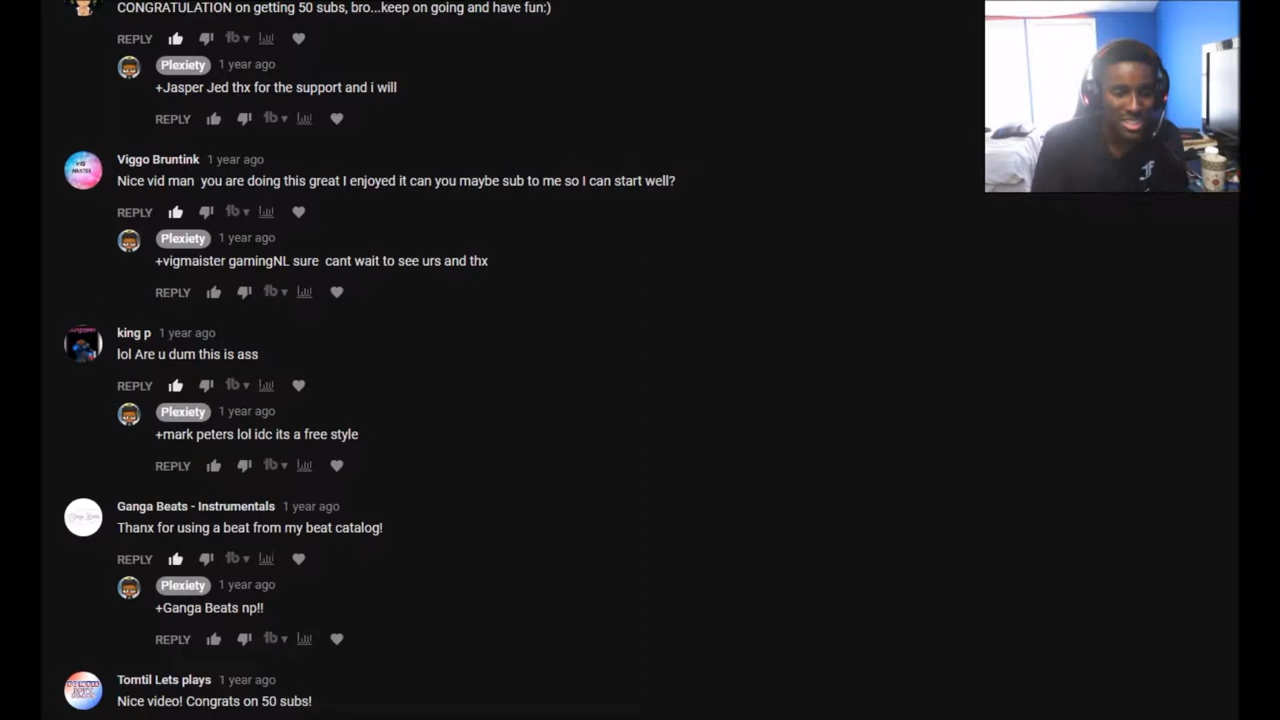 CONGRATULATION on getting 50 subs, bro...keep on going and have fun:)
REPLY
Plexiety 1 year ago
+Jasper Jed thx for the support and i will
REPLY
Viggo Bruntink 1 year ago
Nice vid man  you are doing this great I enjoyed it can you maybe sub to me so I can start well?
REPLY
Plexiety 1 year ago
+vigmaister gamingNL sure  cant wait to see urs and thx
REPLY
king p 1 year ago
lol Are u dum this is ass
REPLY
Plexiety 1 year ago
+mark peters lol idc its a free style
REPLY
Ganga Beats - Instrumentals 1 year ago
Thanx for using a beat from my beat catalog!
REPLY
Plexiety 1 year ago
+Ganga Beats np!!
REPLY
Tomtil Lets plays 1 year ago
Nice video! Congrats on 50 subs!